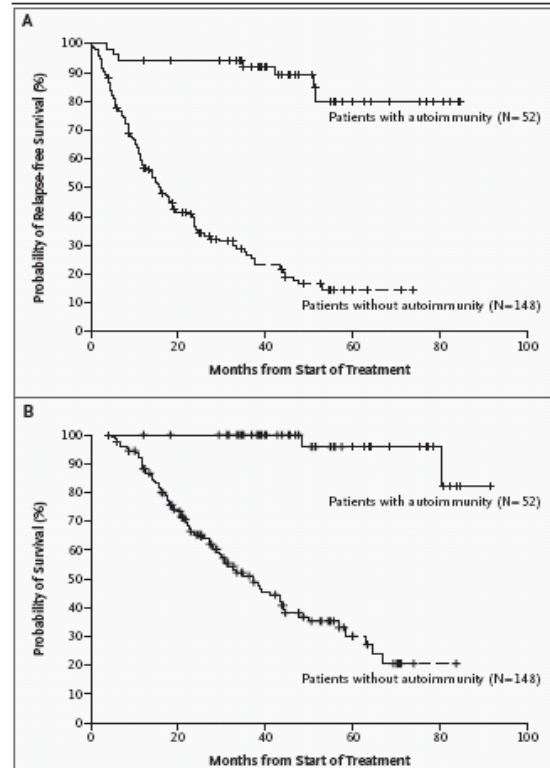 A
100
90
80
70
60
50
40
30
20
10
0
Probability of Relapse-free Survival (%)
Patients with autoimmunity (N=52)
Patients without autoimmunity (N=148)
0 20 40 60 80 100
Months from Start of Treatment
B
100
90
80
70
60
50
40
30
20
10
0
Probability of Survival (%)
Patients with autoimmunity (N=52)
Patients without autoimmunity (N=148)
0 20 40 60 80 100
Months from Start of Treatment